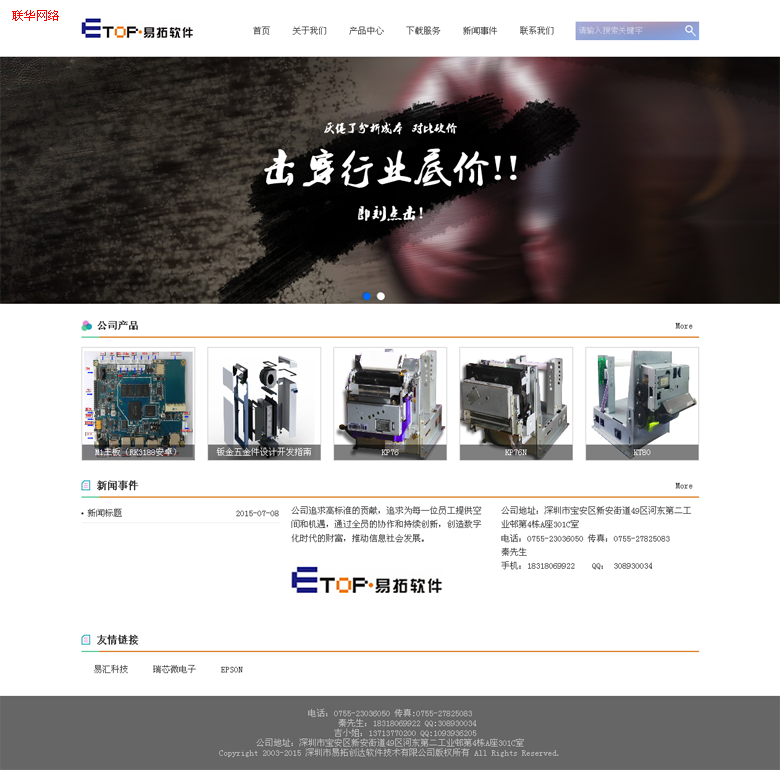 联华网络
ETOP·易拓软件
首页 关于我们 产品中心 下载服务 新闻事件 联系我们 请输入搜索关键字
仄低了分析成本 对比砍价
击穿行业底价!!
即刻点击!
公司产品 More
M1主板（RK3188安卓） 钣金五金件设计开发指南 KP76 KP76N KT80
新闻事件 More
• 新闻标题 2015-07-08
公司追求高标准的贡献，追求为每一位员工提供空
间和机遇，通过全员的协作和持续创新，创造数字
化时代的财富，推动信息社会发展。
ETOP·易拓软件
公司地址：深圳市宝安区新安街道49区河东第二工
业邨第4栋A座301C室
电话：0755-23036050 传真：0755-27825083
秦先生
手机：18318069922 QQ： 308930034
友情链接
易汇科技 瑞芯微电子 EPSON
电话：0755-23036050 传真:0755-27825083
秦先生：18318069922 QQ:308930034
吉小姐：13713770200 QQ:1093936205
公司地址：深圳市宝安区新安街道49区河东第二工业邨第4栋A座301C室
Copyright 2003-2015 深圳市易拓创达软件技术有限公司版权所有 All Rights Reserved.